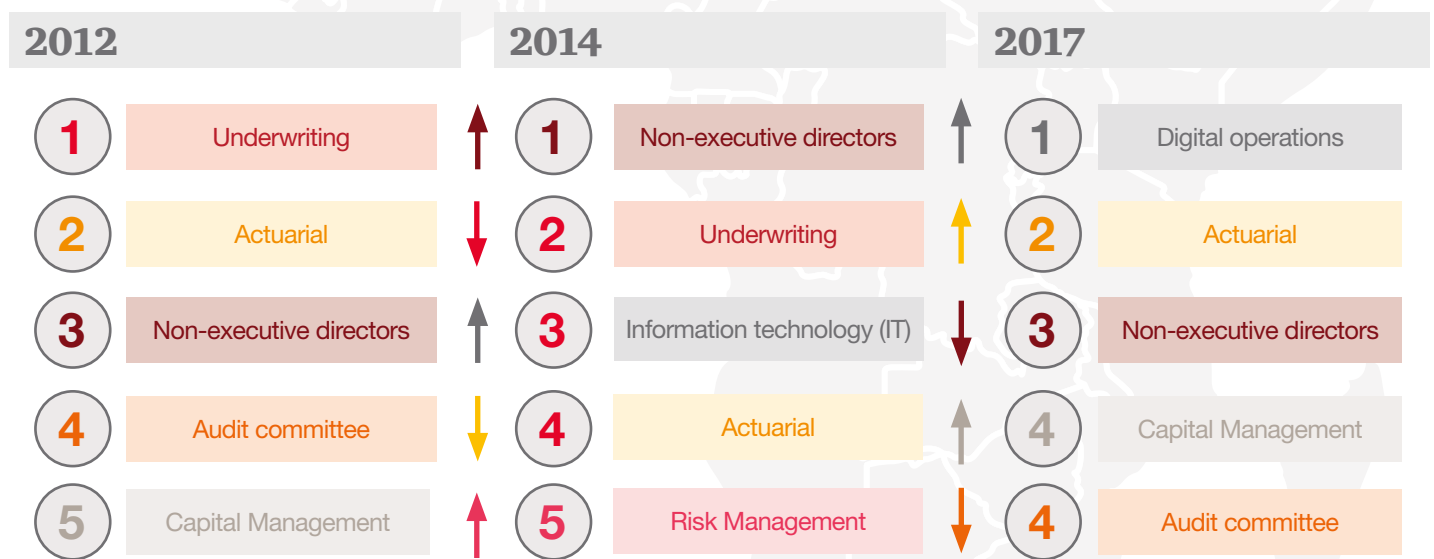 2012
2014
2017
1
Underwriting
1
Non-executive directors
1
Digital operations
2
Actuarial
2
Underwriting
2
Actuarial
3
Non-executive directors
3
Information technology (IT)
3
Non-executive directors
4
Audit committee
4
Actuarial
4
Capital Management
5
Capital Management
5
Risk Management
4
Audit committee